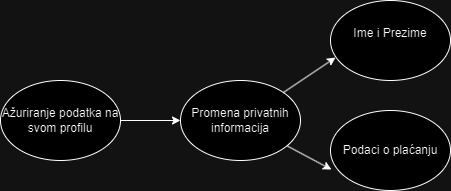 Ime i Prezime
Ažuriranje podatka na
svom profilu
Promena privatnih
informacija
Podaci o plaćanju